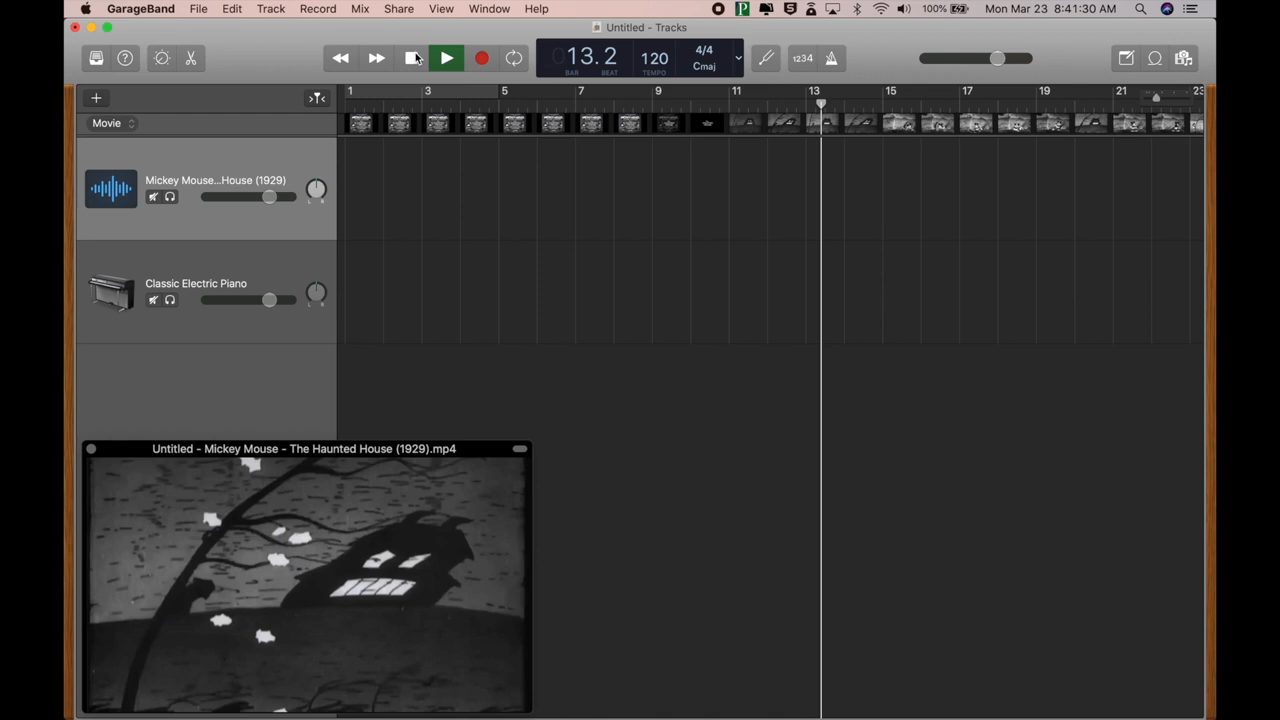 GarageBand File Edit Track Record Mix Share View Window Help 100% Mon Mar 23 8:41:30 AM
Untitled - Tracks
13.2 120 4/4 Cmaj 1234
BAR BEAT TEMPO
1 3 5 7 9 11 13 15 17 19 21 23
Movie
Mickey Mouse...House (1929)
L R
Classic Electric Piano
L R
Untitled - Mickey Mouse - The Haunted House (1929).mp4